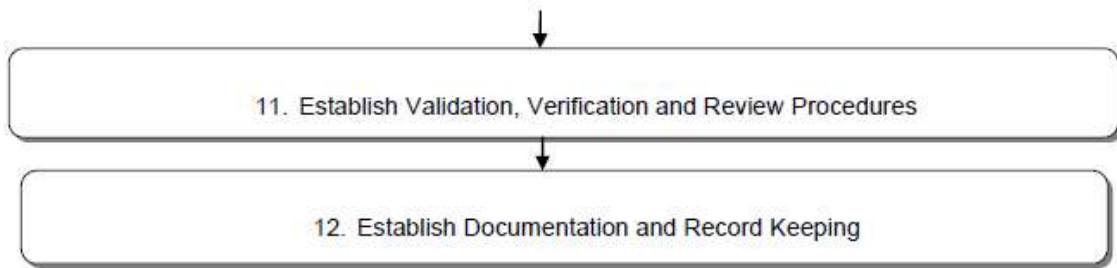 11. Establish Validation, Verification and Review Procedures
12. Establish Documentation and Record Keeping